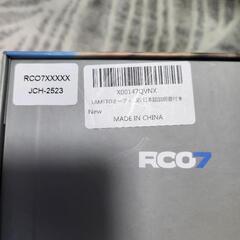 RCO7XXXXX
JCH-2523
X00147QVNX
New
MADE IN CHINA
RCO7